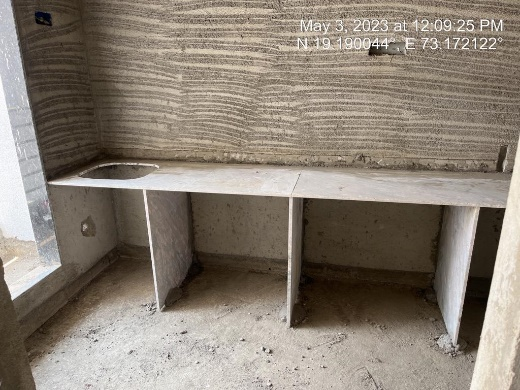 May 3, 2023 at 12:09:25 PM
N 19.190044°, E 73.172122°